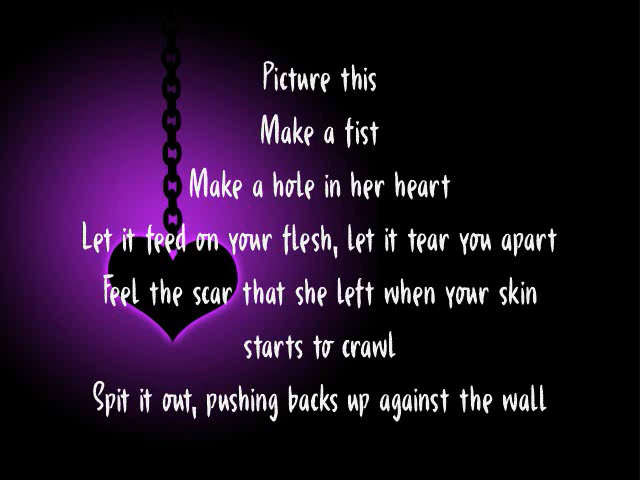 Picture this
Make a fist
Make a hole in her heart
Let it feed on your flesh, let it tear you apart
Feel the scar that she left when your skin
starts to crawl
Spit it out, pushing backs up against the wall